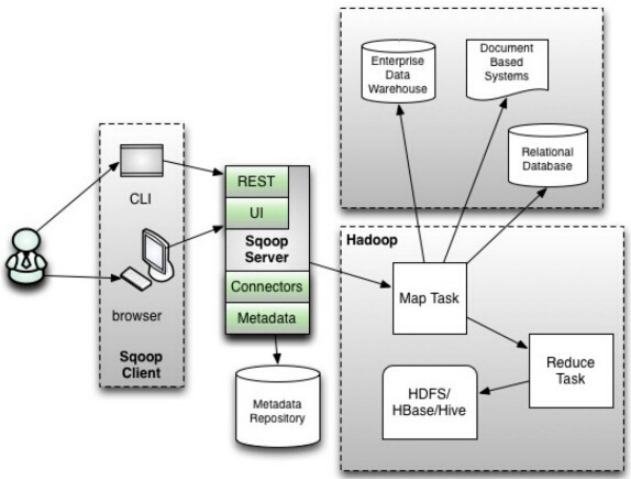 Enterprise
Data
Warehouse
Document
Based
Systems
Relational
Database
CLI
browser
Sqoop
Client
REST
UI
Sqoop
Server
Connectors
Metadata
Metadata
Repository
Hadoop
Map Task
Reduce
Task
HDFS/
HBase/Hive